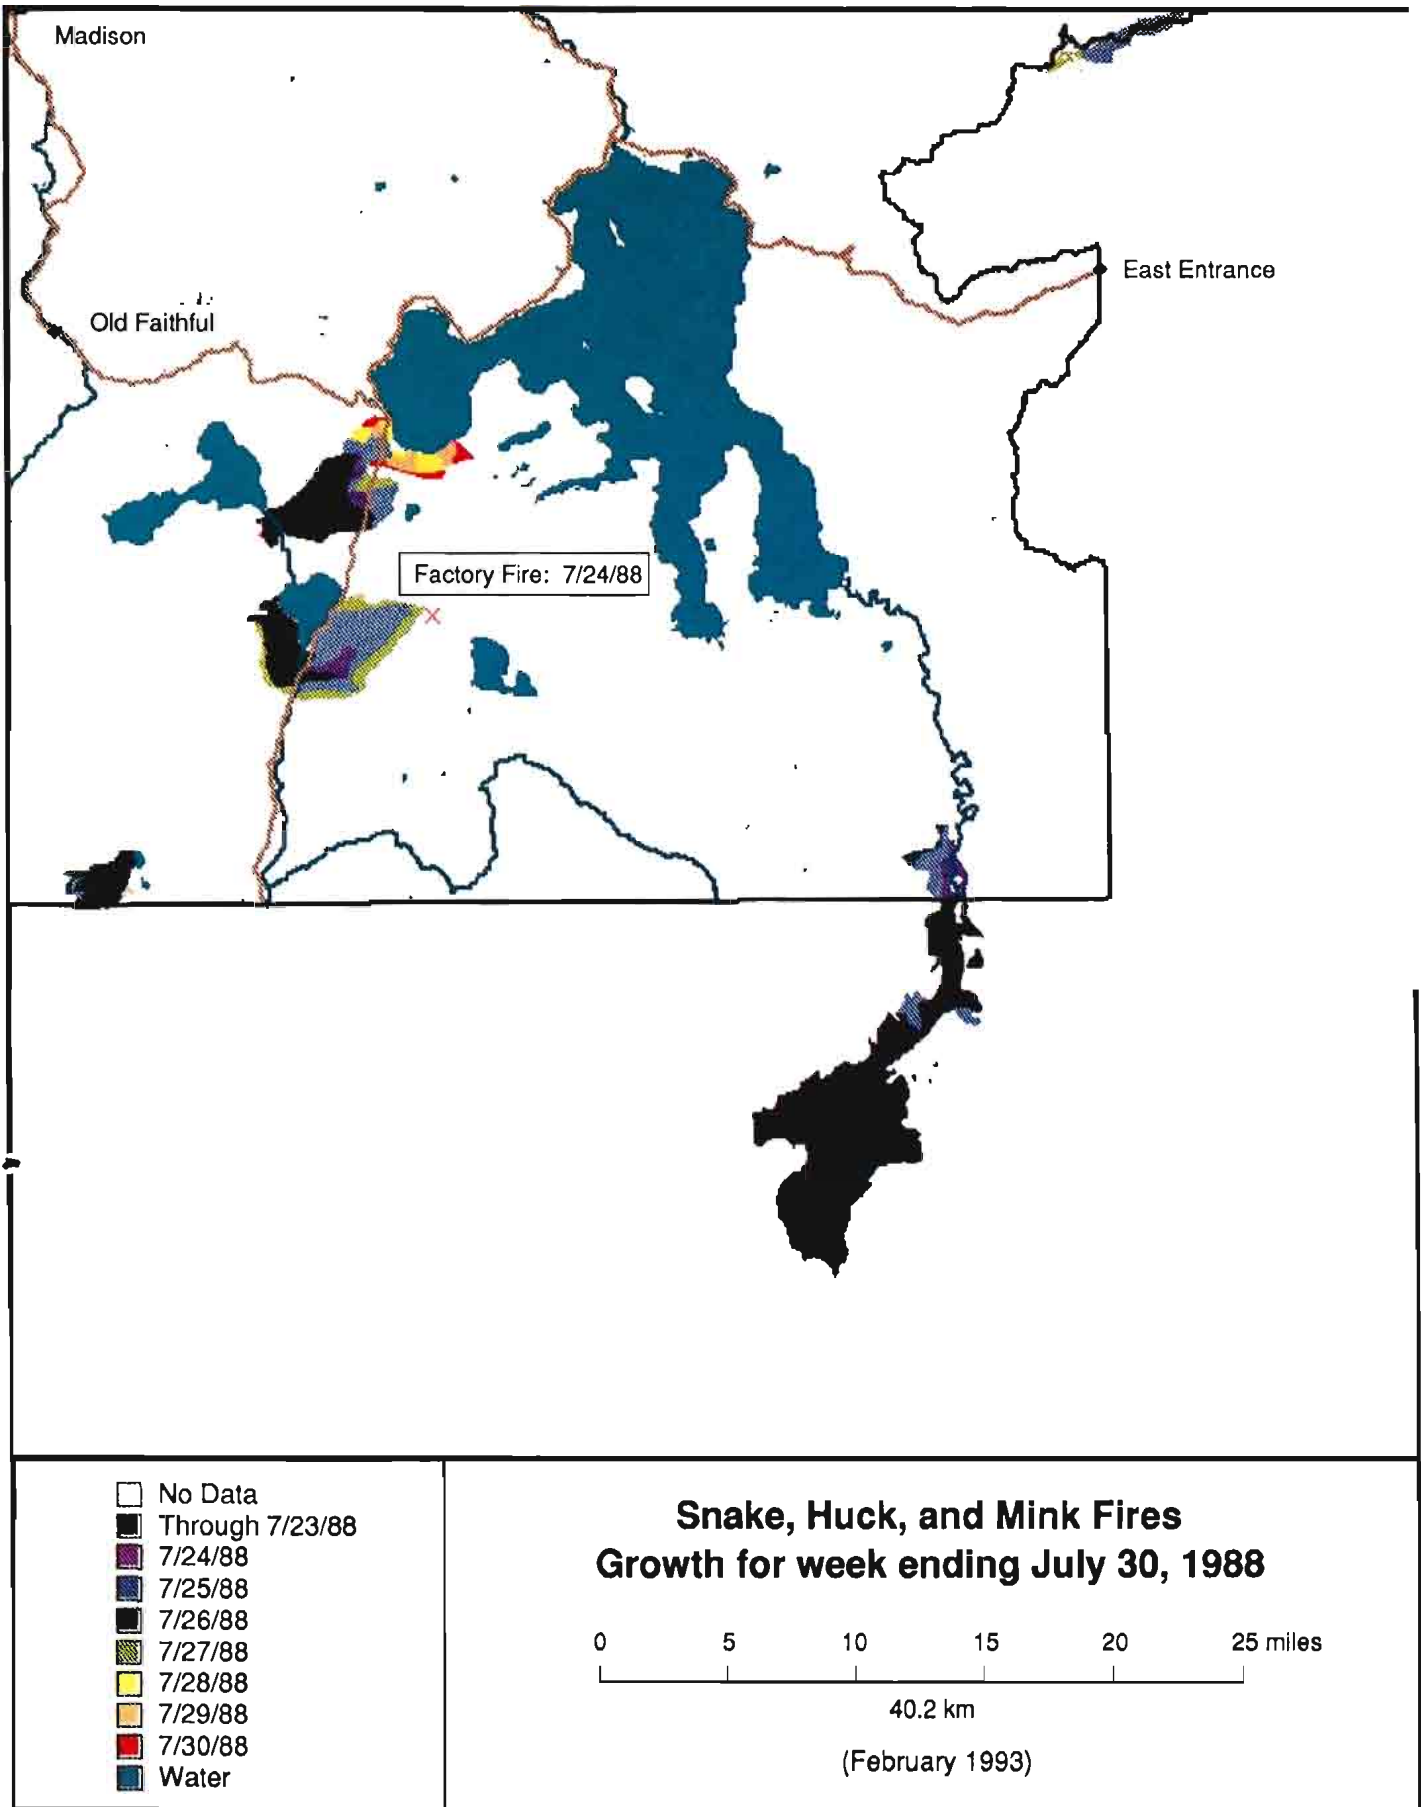 Madison
East Entrance
Old Faithful
Factory Fire: 7/24/88
No Data
Through 7/23/88
7/24/88
7/25/88
7/26/88
7/27/88
7/28/88
7/29/88
7/30/88
Water
Snake, Huck, and Mink Fires
Growth for week ending July 30, 1988
0 5 10 15 20 25 miles
40.2 km
(February 1993)